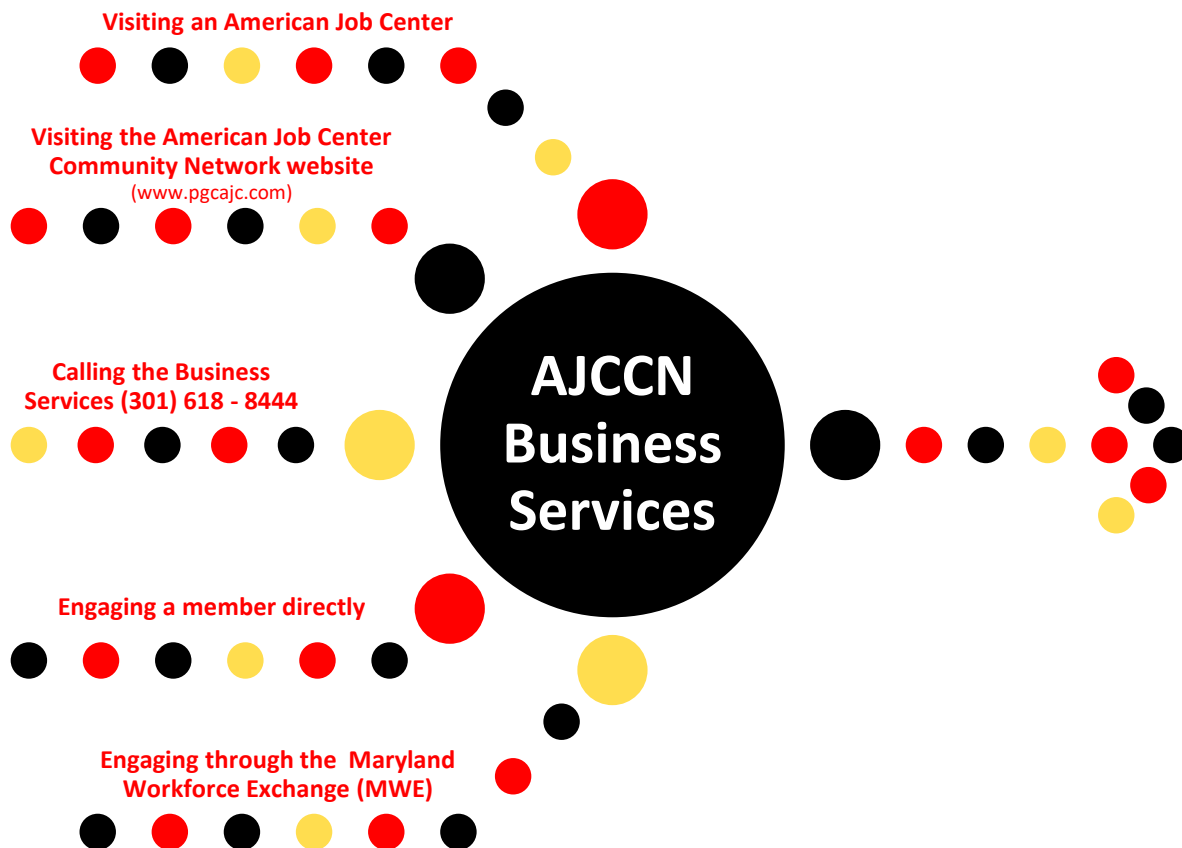 Visiting an American Job Center
Visiting the American Job Center
Community Network website
(www.pgcajc.com)
Calling the Business
Services (301) 618 - 8444
AJCCN
Business
Services
Engaging a member directly
Engaging through the  Maryland
Workforce Exchange (MWE)